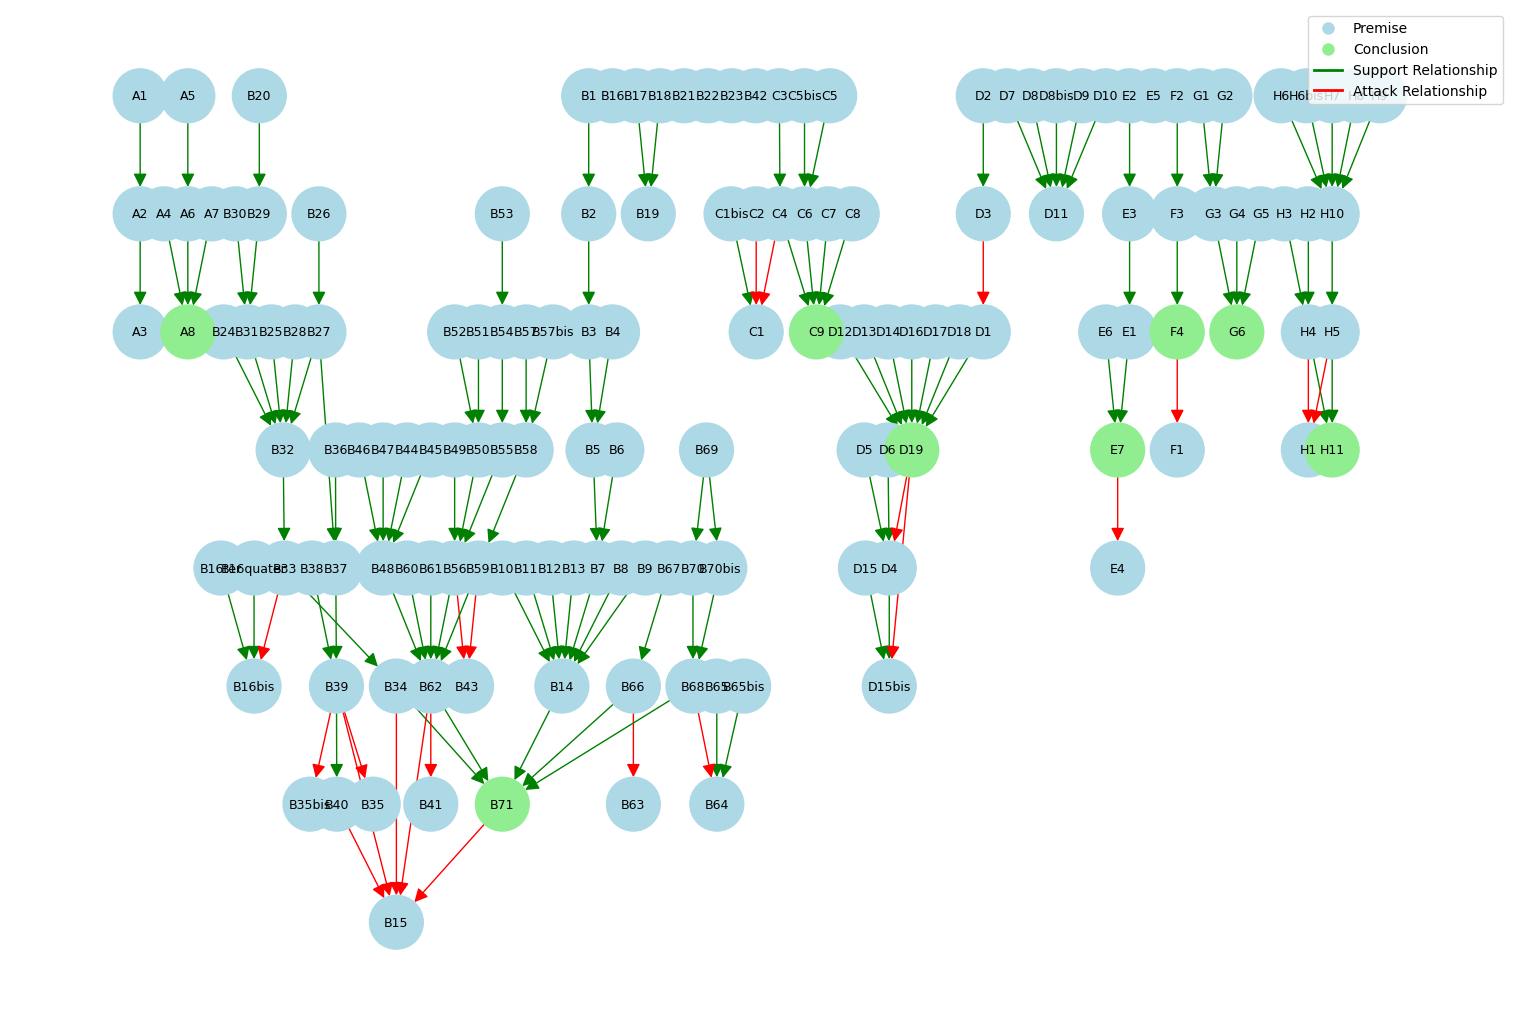 Premise
Conclusion
Support Relationship
Attack Relationship
A1 A5 B20 B1 B16 B17 B18 B21 B22 B23 B42 C3 C5bis C5 D2 D7 D8 D8bis D9 D10 E2 E5 F2 G1 G2 H6 H6bis H7
A2 A4 A6 A7 B30 B29 B26 B53 B2 B19 C1bis C2 C4 C6 C7 C8 D3 D11 E3 F3 G3 G4 G5 H3 H2 H10
A3 A8 B24 B31 B25 B28 B27 B52 B51 B54 B57 B57bis B3 B4 C1 C9 D12 D13 D14 D16 D17 D18 D1 E6 E1 F4 G6 H4 H5
B32 B36 B46 B47 B44 B45 B49 B50 B55 B58 B5 B6 B69 D5 D6 D19 E7 F1 H1 H11
B16ter B16quater B33 B38 B37 B48 B60 B61 B56 B59 B10 B11 B12 B13 B7 B8 B9 B67 B70 B70bis D15 D4 E4
B16bis B39 B34 B62 B43 B14 B66 B68 B65 B65bis D15bis
B35bis B40 B35 B41 B71 B63 B64
B15